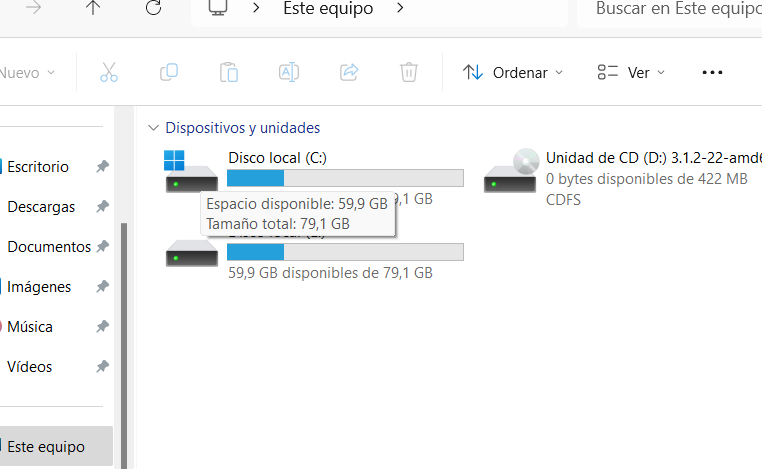 Este equipo
Buscar en Este equipo
Nuevo
Ordenar
Ver
Dispositivos y unidades
Escritorio
Descargas
Documentos
Imágenes
Música
Vídeos
Este equipo
Disco local (C:)
9,1 GB
Espacio disponible: 59,9 GB
Tamaño total: 79,1 GB
59,9 GB disponibles de 79,1 GB
Unidad de CD (D:) 3.1.2-22-amd6
0 bytes disponibles de 422 MB
CDFS